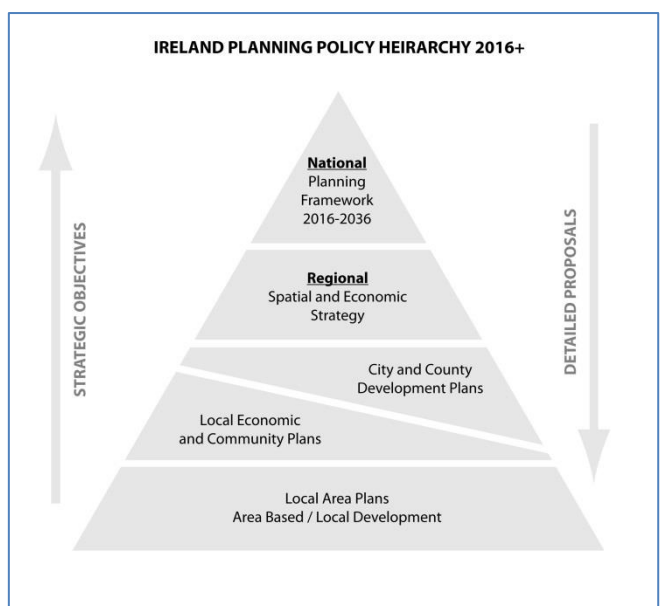 IRELAND PLANNING POLICY HEIRARCHY 2016+
National
Planning
Framework
2016-2036
Regional
Spatial and Economic
Strategy
City and County
Development Plans
Local Economic
and Community Plans
Local Area Plans
Area Based / Local Development
STRATEGIC OBJECTIVES
DETAILED PROPOSALS